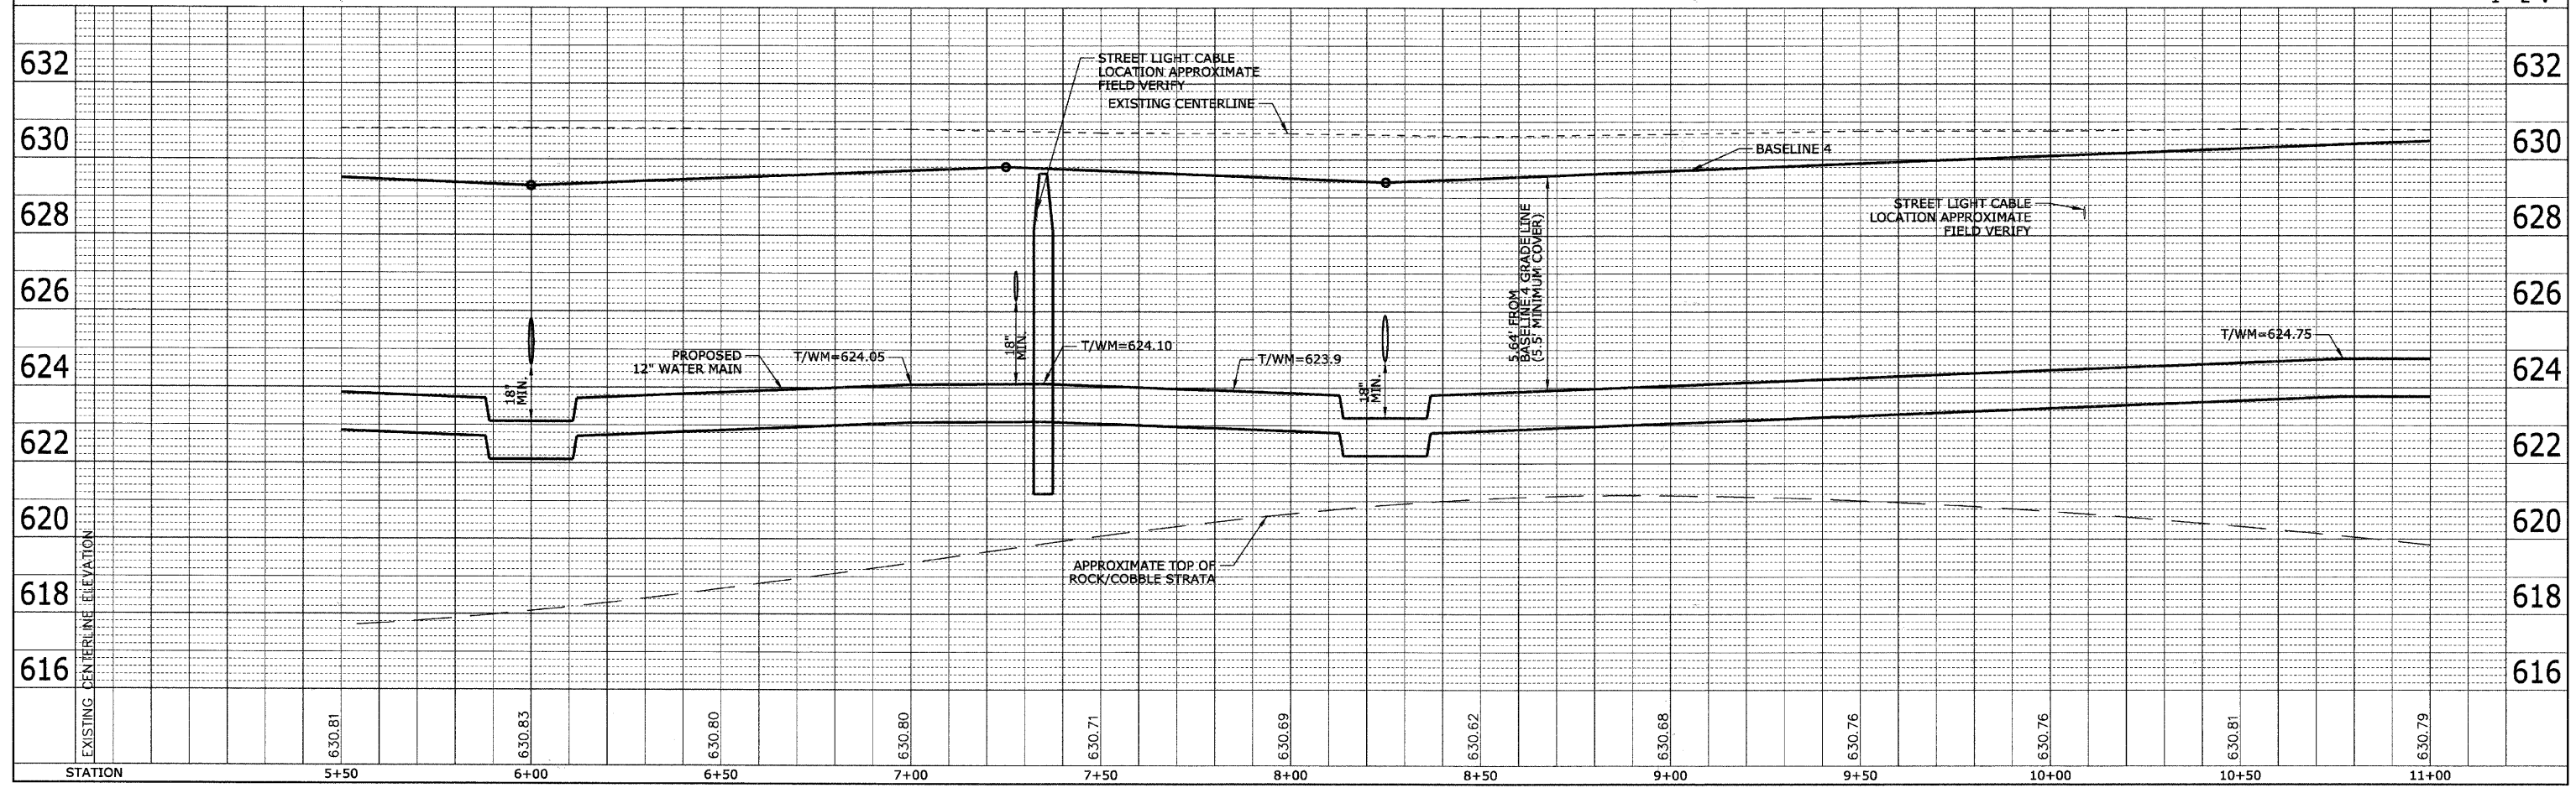 632
632
STREET LIGHT CABLE
LOCATION APPROXIMATE
FIELD VERIFY
EXISTING CENTERLINE
630
630
BASELINE 4
628
628
STREET LIGHT CABLE
LOCATION APPROXIMATE
FIELD VERIFY
5.64' FROM
BASELINE 4 GRADE LINE
(5.5' MINIMUM COVER)
626
626
18"
MIN.
T/WM=624.10
T/WM=624.75
PROPOSED
12" WATER MAIN
T/WM=624.05
T/WM=623.9
624
624
18"
MIN.
18"
MIN.
622
622
620
620
APPROXIMATE TOP OF
ROCK/COBBLE STRATA
618
618
616
616
EXISTING CENTERLINE ELEVATION
630.81
630.83
630.80
630.80
630.71
630.69
630.62
630.68
630.76
630.76
630.81
630.79
STATION
5+50
6+00
6+50
7+00
7+50
8+00
8+50
9+00
9+50
10+00
10+50
11+00